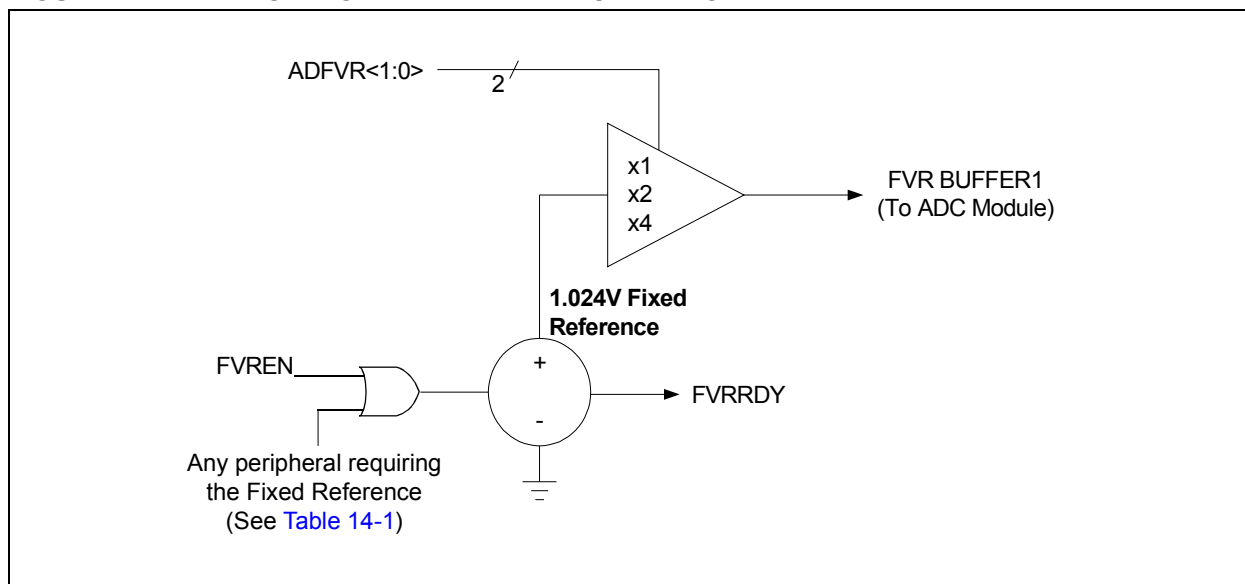 ADFVR<1:0>
2
x1
x2
x4
FVR BUFFER1
(To ADC Module)
1.024V Fixed
Reference
FVREN
+
-
FVRRDY
Any peripheral requiring
the Fixed Reference
(See Table 14-1)